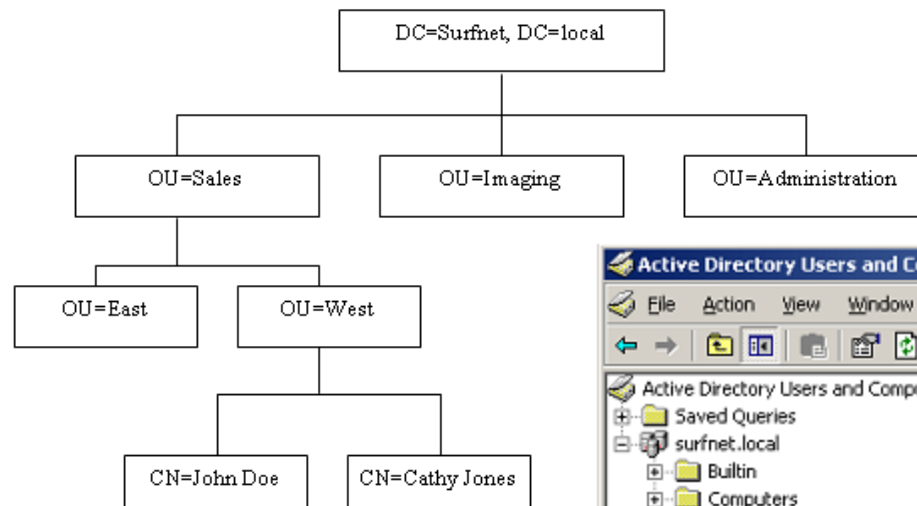 DC=Surfnet, DC=local
OU=Sales
OU=Imaging
OU=Administration
OU=East
OU=West
CN=John Doe
CN=Cathy Jones
Active Directory Users and Co
File Action View Window
Active Directory Users and Compu
Saved Queries
surfnet.local
Builtin
Computers